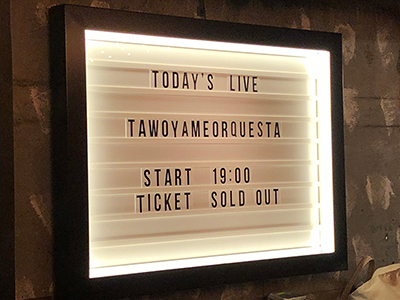 TODAY'S LIVE
TAWOYAMEORQUESTA
START 19:00
TICKET SOLD OUT